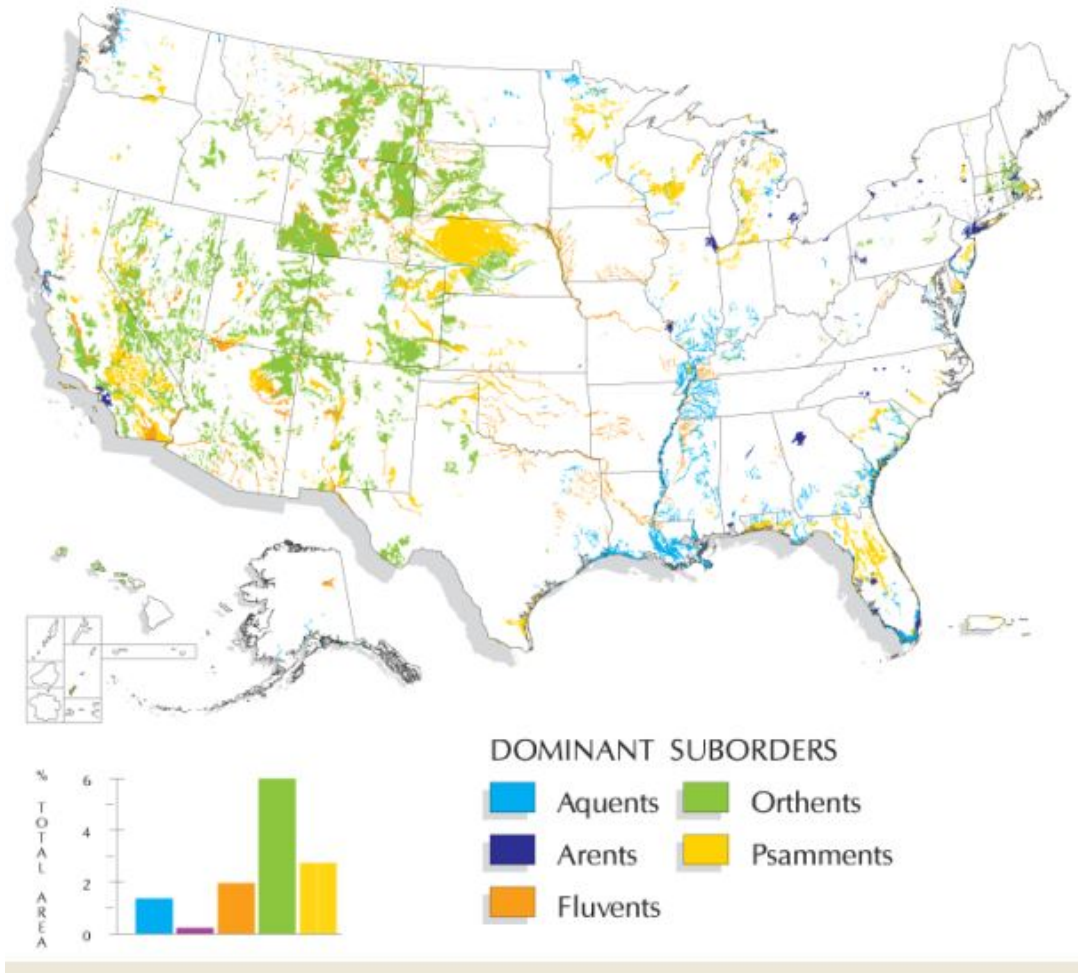 DOMINANT SUBORDERS
Aquents
Orthents
Arents
Psamments
Fluvents
% TOTAL AREA
6
4
2
0